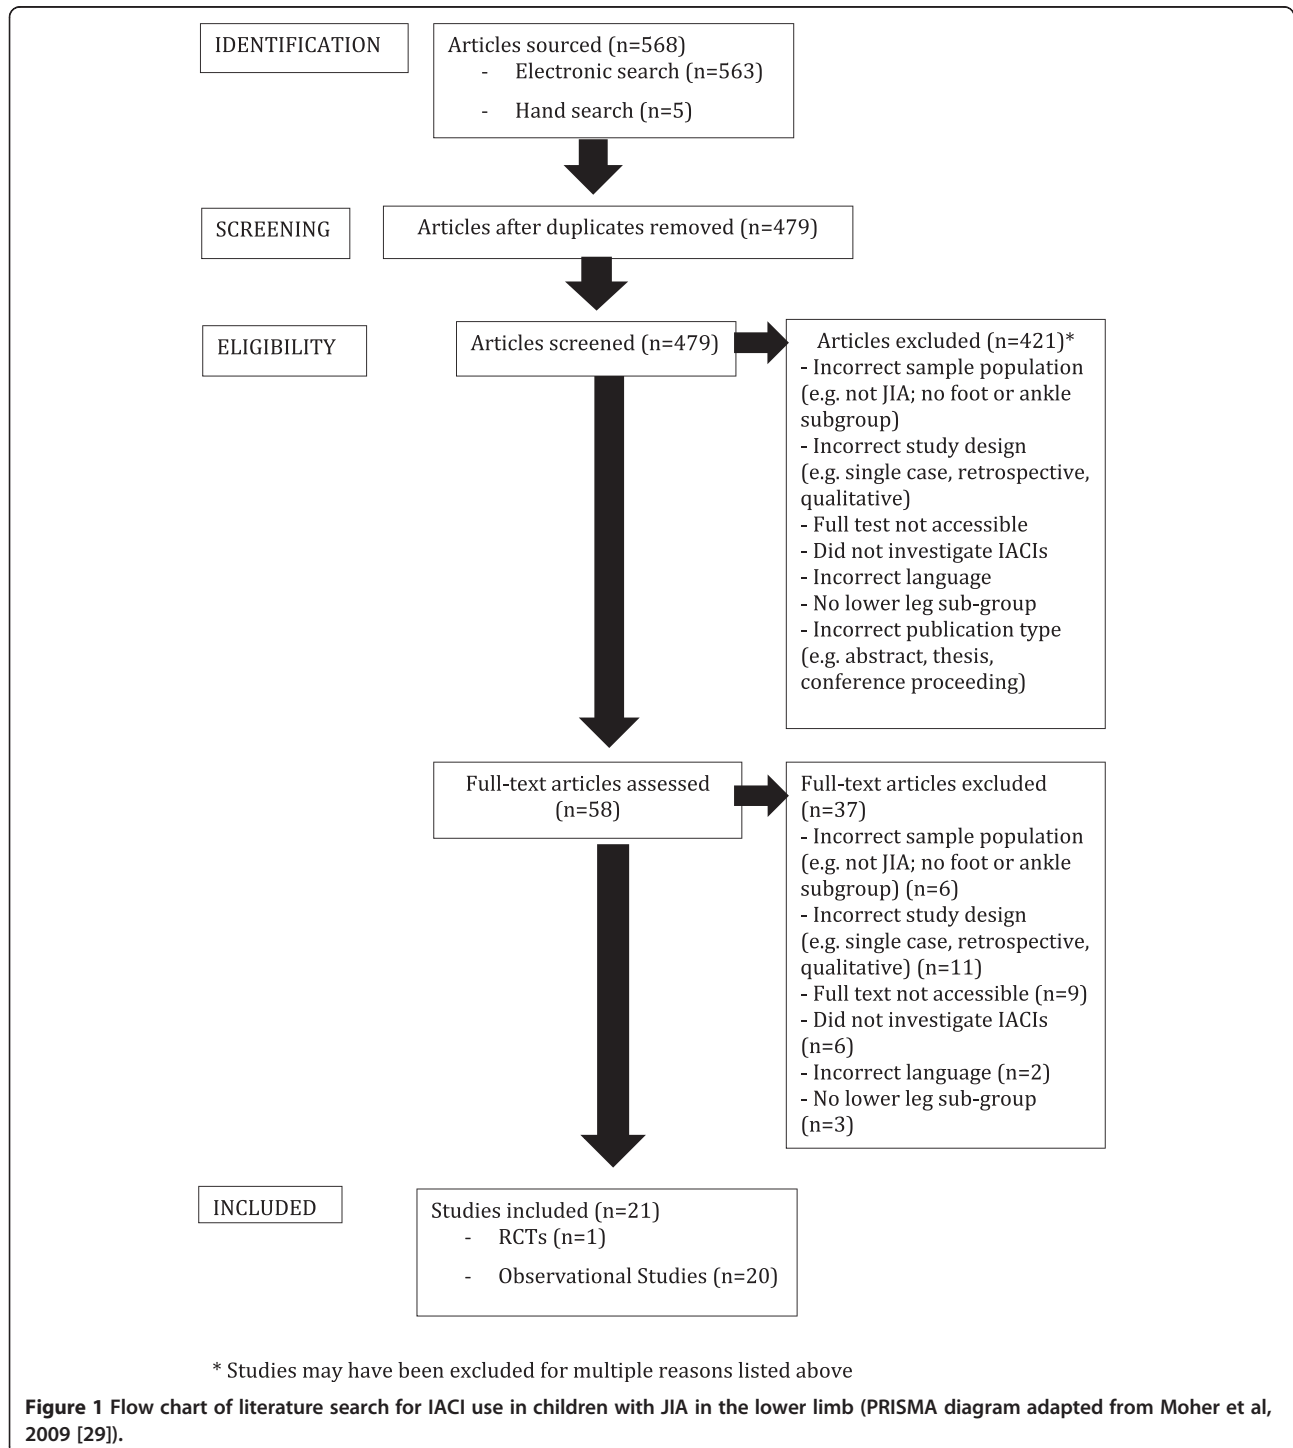 IDENTIFICATION
Articles sourced (n=568)
- Electronic search (n=563)
- Hand search (n=5)
SCREENING
Articles after duplicates removed (n=479)
ELIGIBILITY
Articles screened (n=479)
Articles excluded (n=421)*
- Incorrect sample population
(e.g. not JIA; no foot or ankle
subgroup)
- Incorrect study design
(e.g. single case, retrospective,
qualitative)
- Full test not accessible
- Did not investigate IACIs
- Incorrect language
- No lower leg sub-group
- Incorrect publication type
(e.g. abstract, thesis,
conference proceeding)
Full-text articles assessed
(n=58)
Full-text articles excluded
(n=37)
- Incorrect sample population
(e.g. not JIA; no foot or ankle
subgroup) (n=6)
- Incorrect study design
(e.g. single case, retrospective,
qualitative) (n=11)
- Full text not accessible (n=9)
- Did not investigate IACIs
(n=6)
- Incorrect language (n=2)
- No lower leg sub-group
(n=3)
INCLUDED
Studies included (n=21)
- RCTs (n=1)
- Observational Studies (n=20)
* Studies may have been excluded for multiple reasons listed above
Figure 1 Flow chart of literature search for IACI use in children with JIA in the lower limb (PRISMA diagram adapted from Moher et al,
2009 [29]).